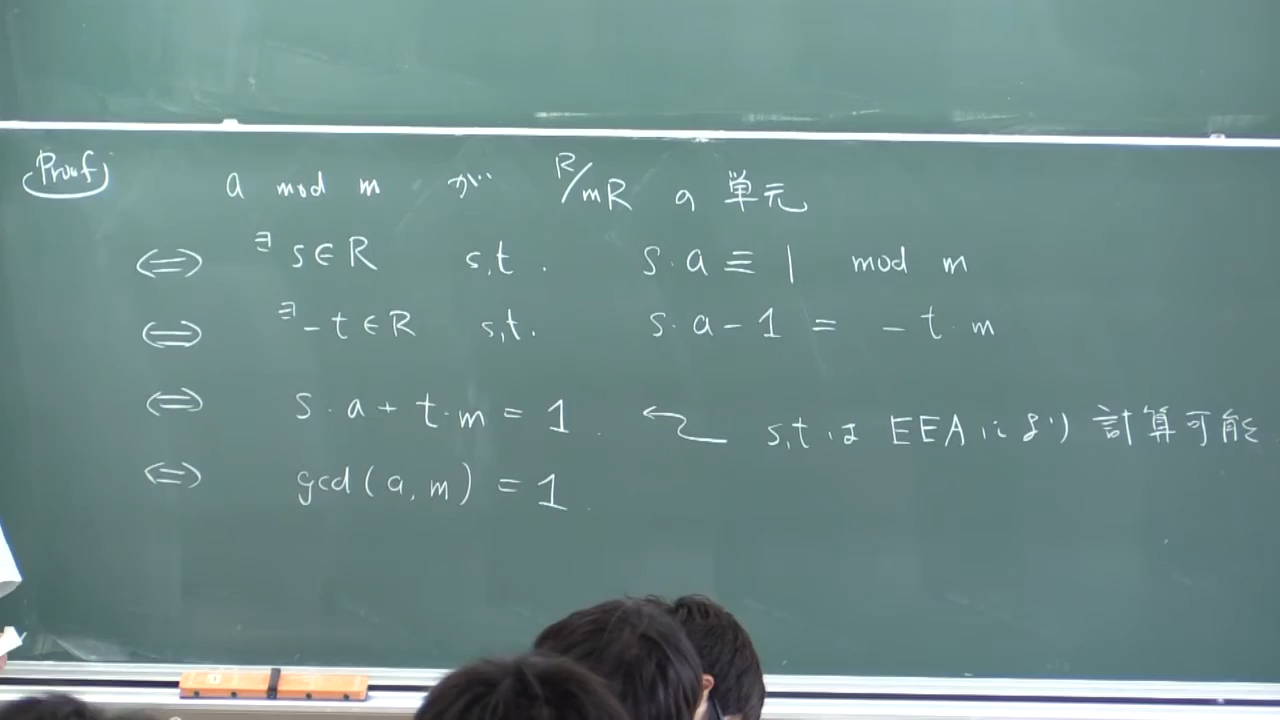 Proof) a mod m が R/mR の 単元
⇔ ∃s∈R s,t. s·a ≡ 1 mod m
⇔ ∃-t∈R s,t. s·a-1 = -t·m
⇔ s·a + t·m = 1. ← s,t は EEA により 計算可能
⇔ gcd(a, m) = 1.